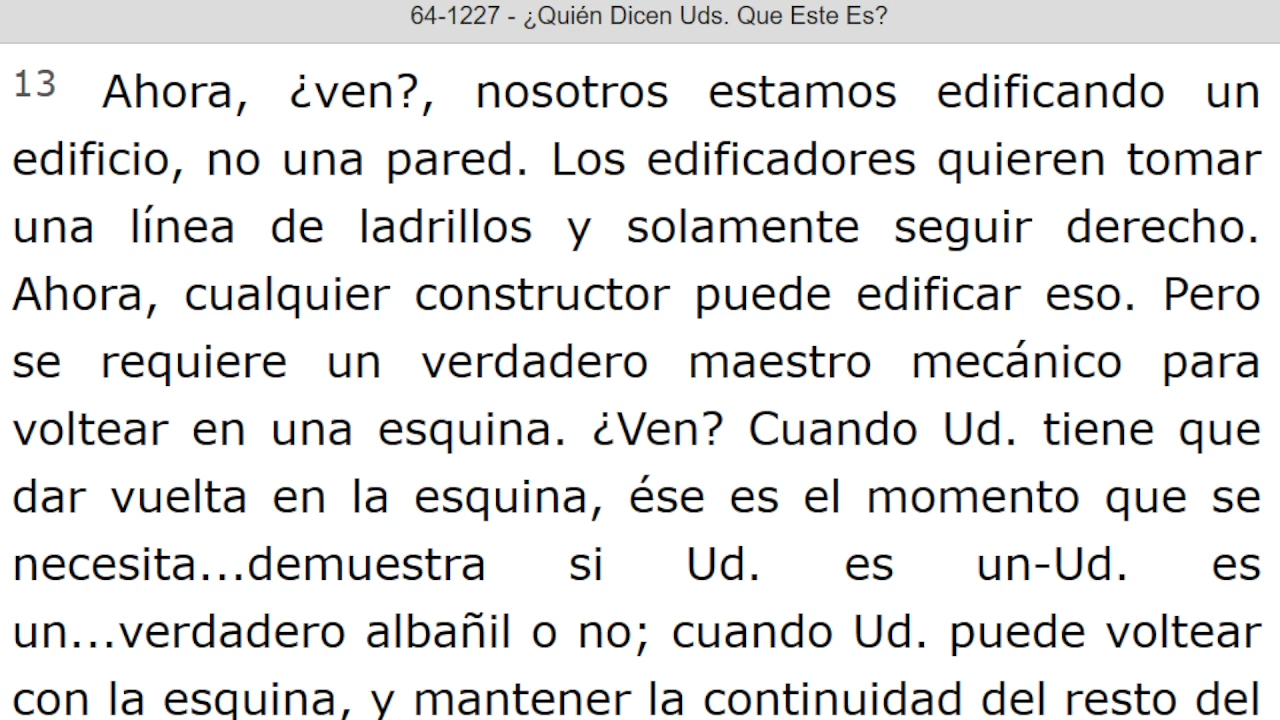 64-1227 - ¿Quién Dicen Uds. Que Este Es?
13 Ahora, ¿ven?, nosotros estamos edificando un
edificio, no una pared. Los edificadores quieren tomar
una línea de ladrillos y solamente seguir derecho.
Ahora, cualquier constructor puede edificar eso. Pero
se requiere un verdadero maestro mecánico para
voltear en una esquina. ¿Ven? Cuando Ud. tiene que
dar vuelta en la esquina, ése es el momento que se
necesita...demuestra si Ud. es un-Ud. es
un...verdadero albañil o no; cuando Ud. puede voltear
con la esquina, y mantener la continuidad del resto del